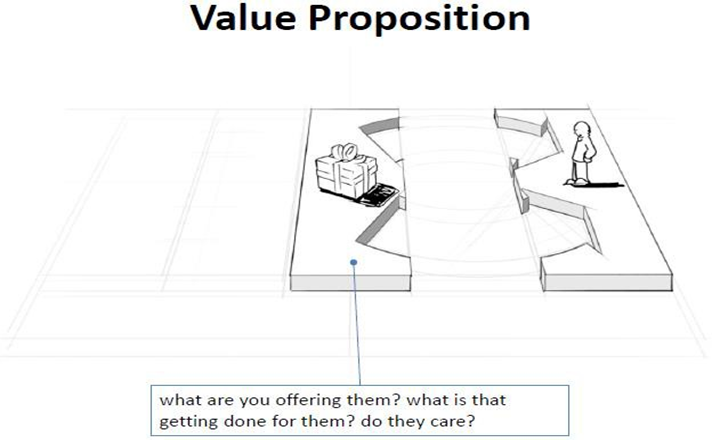 Value Proposition
what are you offering them? what is that
getting done for them? do they care?